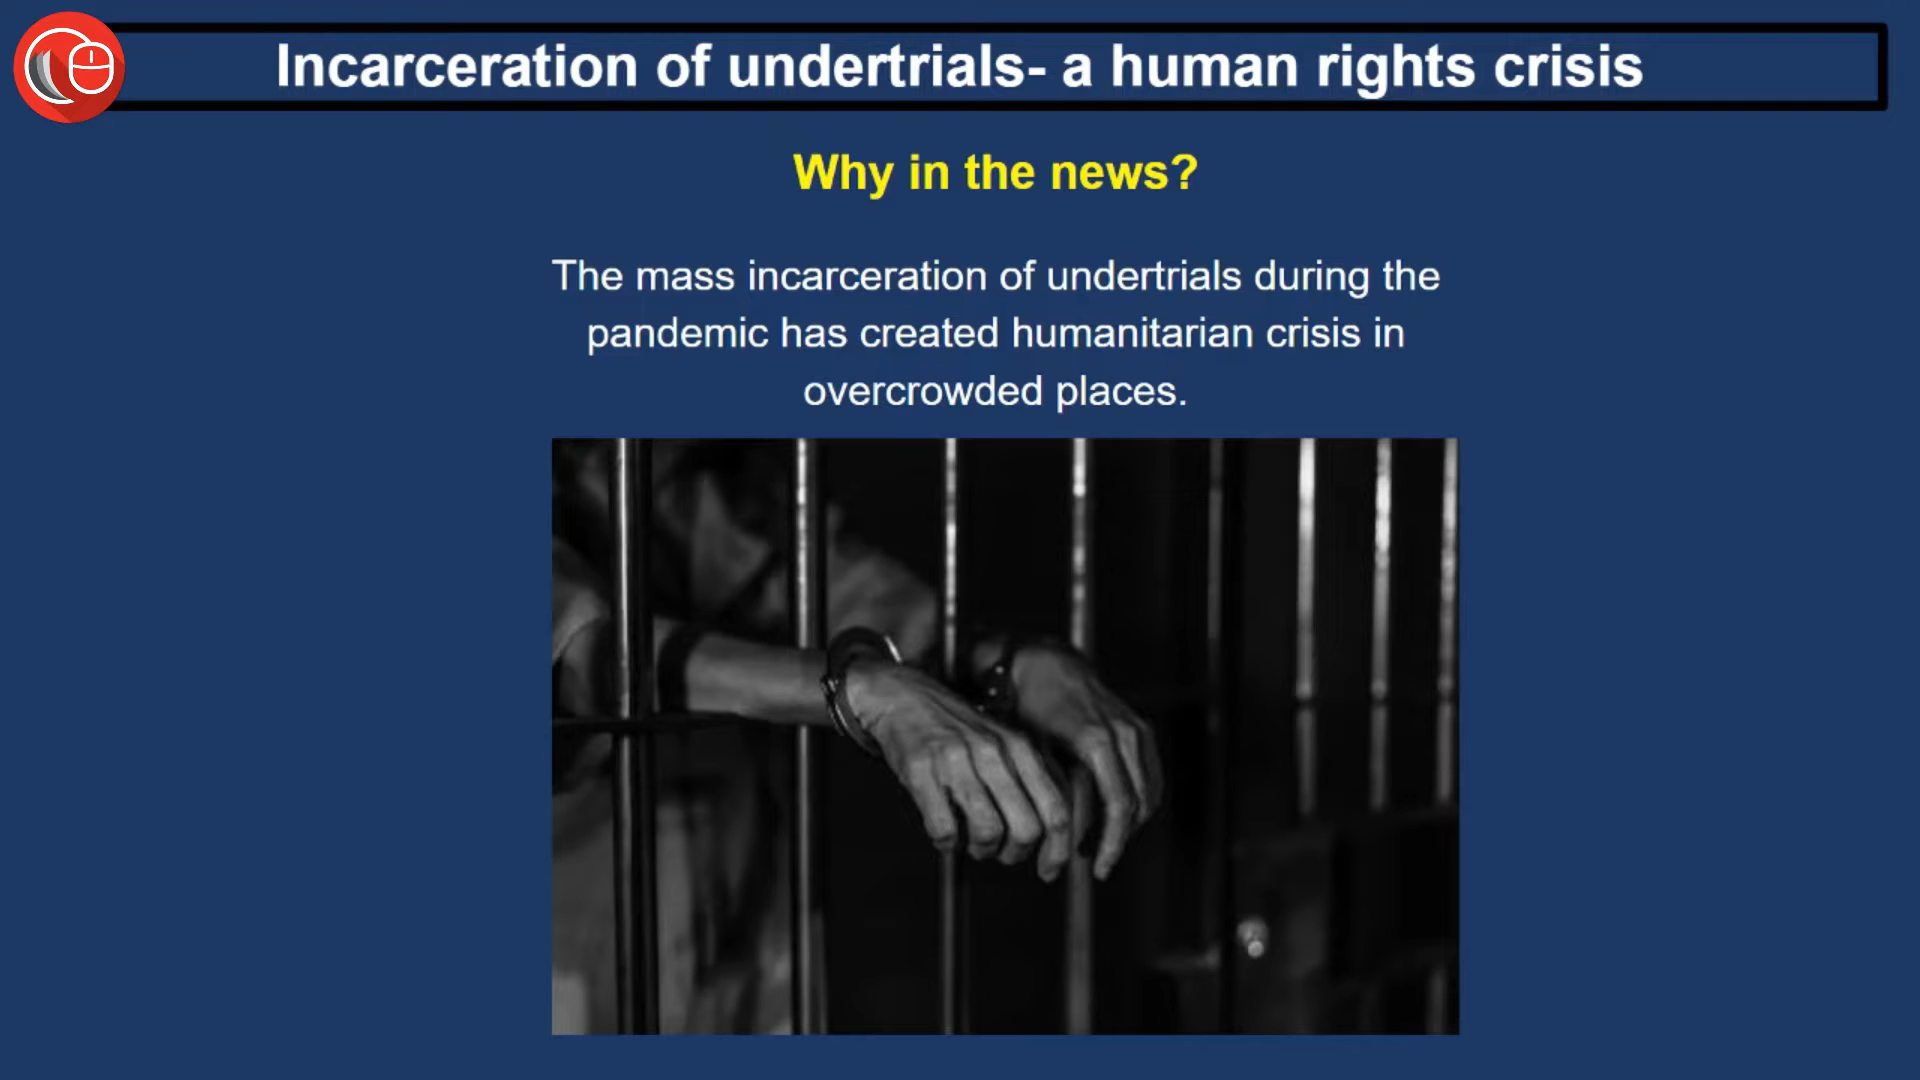 Incarceration of undertrials- a human rights crisis
Why in the news?
The mass incarceration of undertrials during the
pandemic has created humanitarian crisis in
overcrowded places.